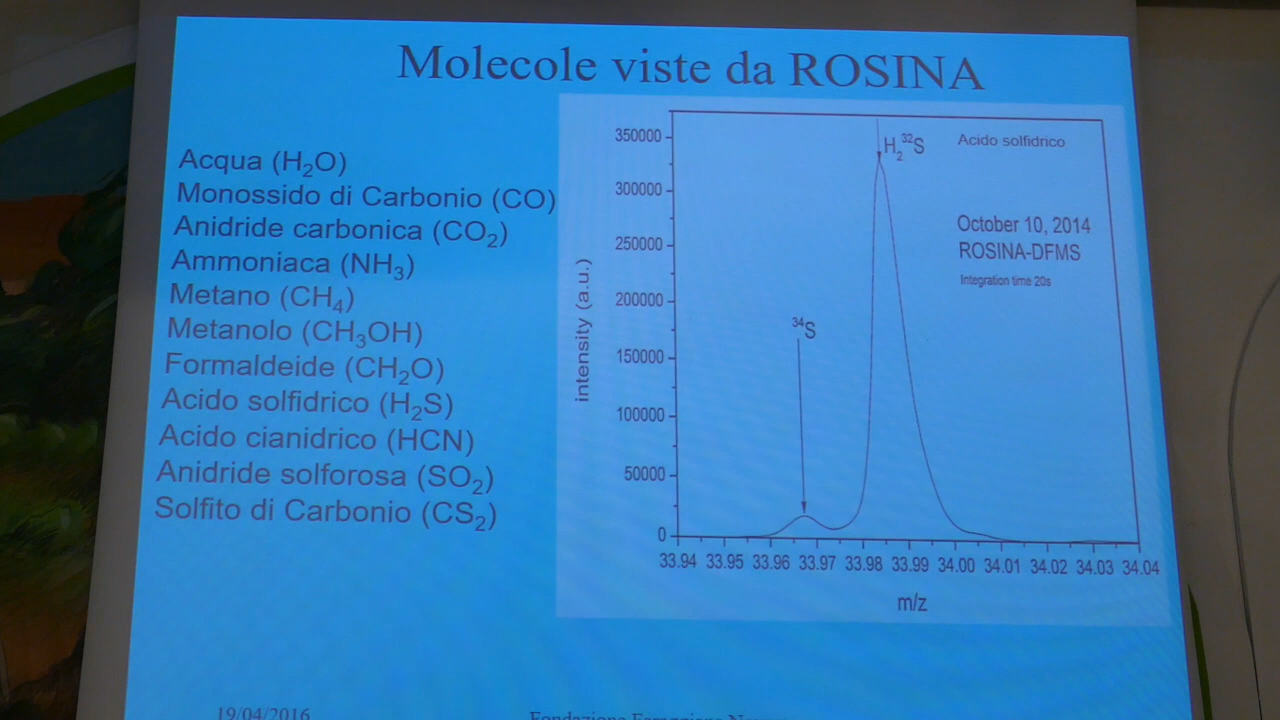 Molecole viste da ROSINA
Acqua (H₂O)
Monossido di Carbonio (CO)
Anidride carbonica (CO₂)
Ammoniaca (NH₃)
Metano (CH₄)
Metanolo (CH₃OH)
Formaldeide (CH₂O)
Acido solfidrico (H₂S)
Acido cianidrico (HCN)
Anidride solforosa (SO₂)
Solfito di Carbonio (CS₂)
H₂³²S
Acido solfidrico
October 10, 2014
ROSINA-DFMS
Integration time 20s
³⁴S
intensity (a.u.)
350000
300000
250000
200000
150000
100000
50000
0
33.94 33.95 33.96 33.97 33.98 33.99 34.00 34.01 34.02 34.03 34.04
m/z
19/04/2016
Fondazione